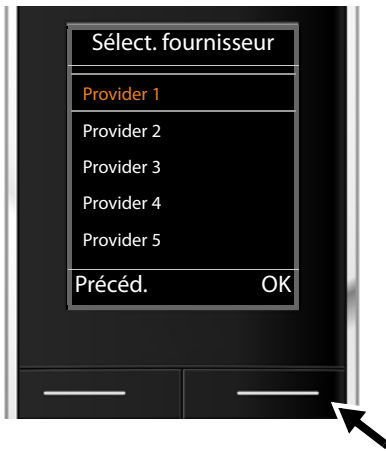 Sélect. fournisseur
Provider 1
Provider 2
Provider 3
Provider 4
Provider 5
Précéd. OK